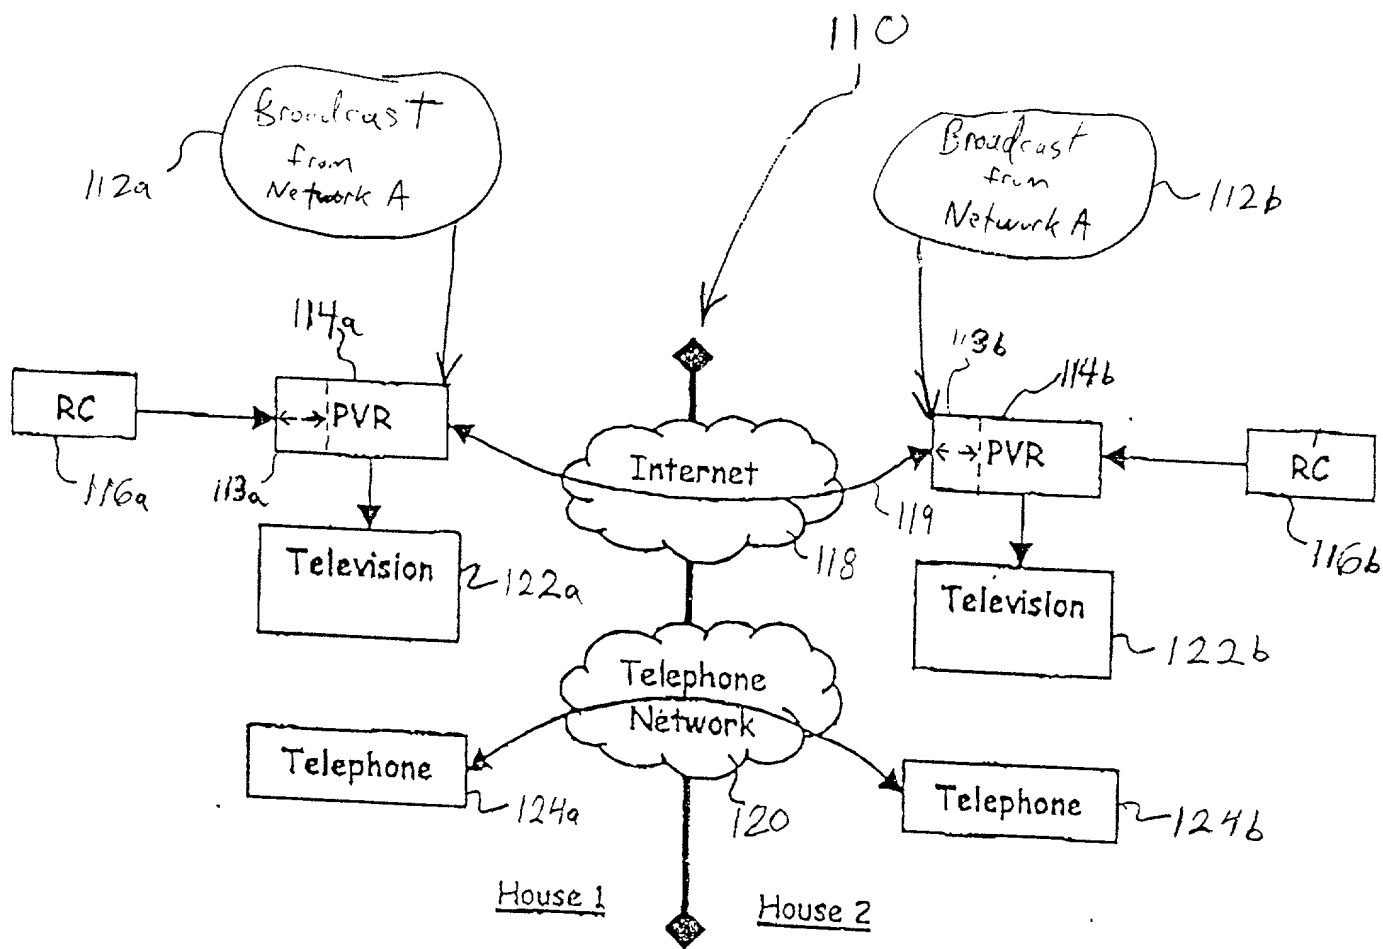 110
Broadcast
from
Network A
112a
Broadcast
from
Network A
112b
114a
113b
114b
RC
PVR
116a
113a
Internet
PVR
RC
119
118
116b
Television
122a
Television
122b
Telephone
Network
Telephone
124a
120
Telephone
124b
House 1
House 2